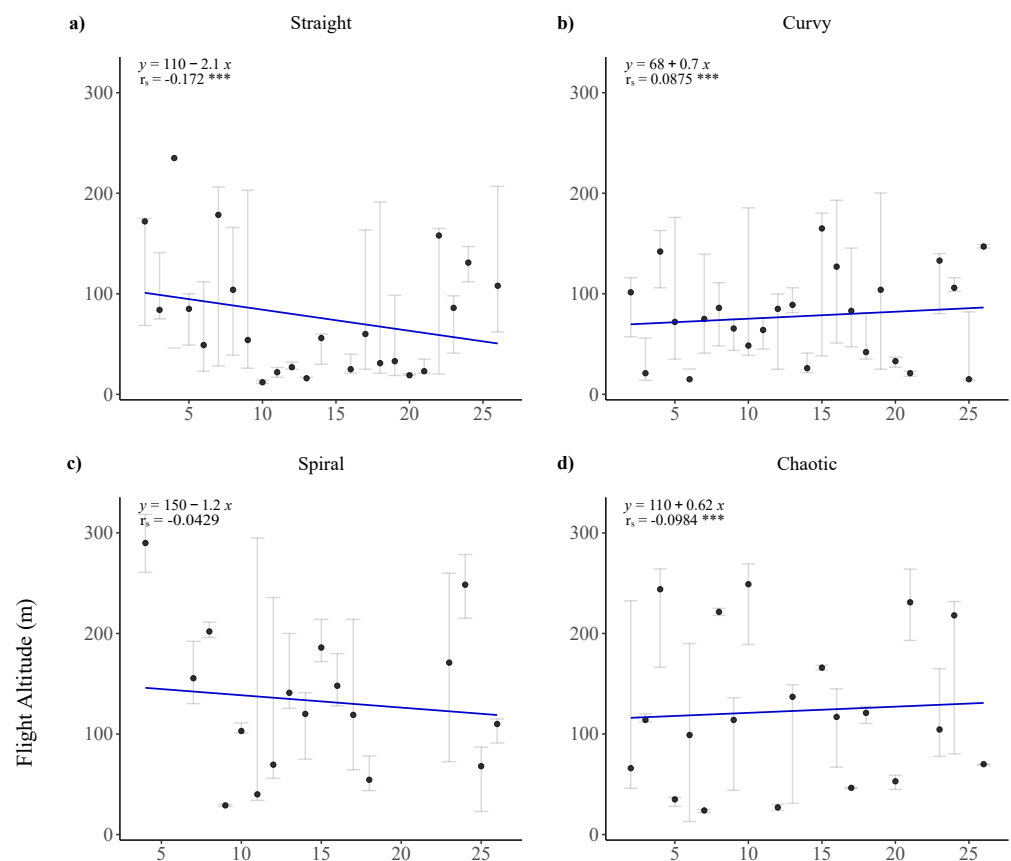 a) Straight
y = 110 − 2.1 x
rs = -0.172 ***
300
200
100
0
5 10 15 20 25
b) Curvy
y = 68 + 0.7 x
rs = 0.0875 ***
300
200
100
0
5 10 15 20 25
c) Spiral
y = 150 − 1.2 x
rs = -0.0429
300
200
100
0
5 10 15 20 25
d) Chaotic
y = 110 + 0.62 x
rs = -0.0984 ***
300
200
100
0
5 10 15 20 25
Flight Altitude (m)